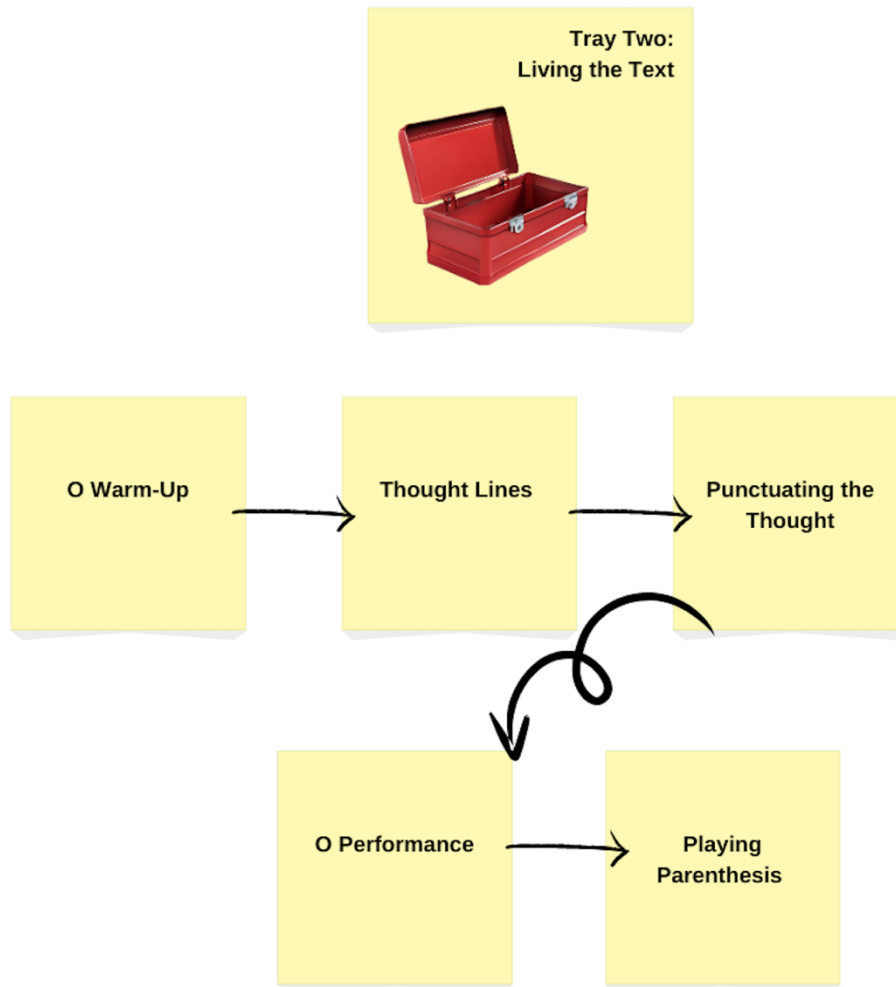 Tray Two:
Living the Text
O Warm-Up
Thought Lines
Punctuating the
Thought
O Performance
Playing
Parenthesis